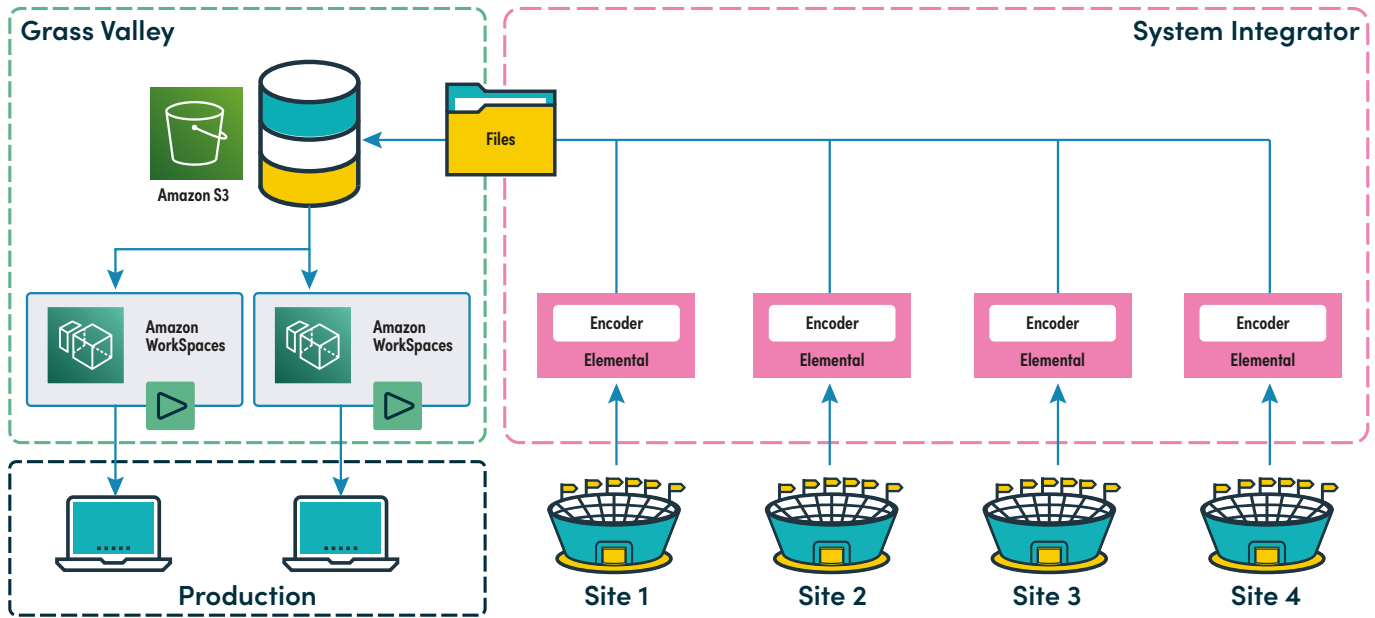 Grass Valley
System Integrator
Files
Amazon S3
Amazon
WorkSpaces
Amazon
WorkSpaces
Encoder
Elemental
Encoder
Elemental
Encoder
Elemental
Encoder
Elemental
Production
Site 1
Site 2
Site 3
Site 4